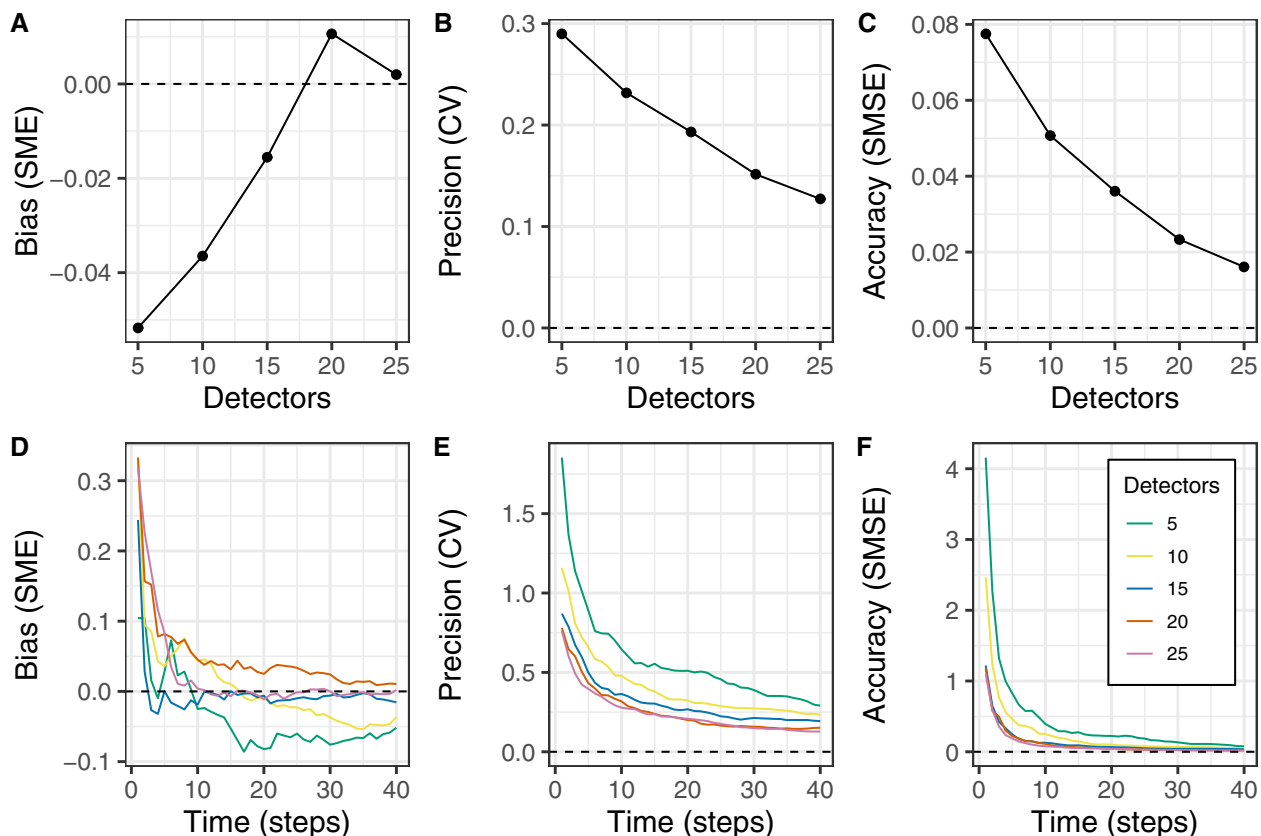 A
Bias (SME)
0.00
−0.02
−0.04
5 10 15 20 25
Detectors
B
Precision (CV)
0.3
0.2
0.1
0.0
5 10 15 20 25
Detectors
C
Accuracy (SMSE)
0.08
0.06
0.04
0.02
0.00
5 10 15 20 25
Detectors
D
Bias (SME)
0.3
0.2
0.1
0.0
−0.1
0 10 20 30 40
Time (steps)
E
Precision (CV)
1.5
1.0
0.5
0.0
0 10 20 30 40
Time (steps)
F
Accuracy (SMSE)
4
3
2
1
0
0 10 20 30 40
Time (steps)
Detectors
5
10
15
20
25